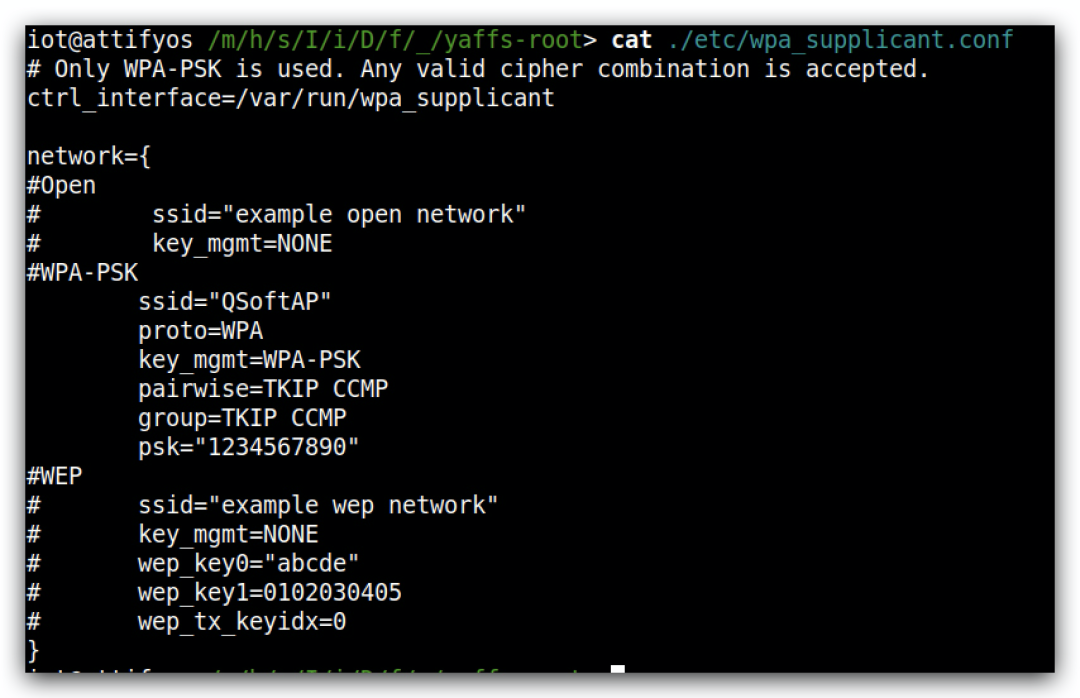 iot@attifyos /m/h/s/I/i/D/f/_/yaffs-root> cat ./etc/wpa_supplicant.conf
# Only WPA-PSK is used. Any valid cipher combination is accepted.
ctrl_interface=/var/run/wpa_supplicant
network={
#Open
#        ssid="example open network"
#        key_mgmt=NONE
#WPA-PSK
        ssid="QSoftAP"
        proto=WPA
        key_mgmt=WPA-PSK
        pairwise=TKIP CCMP
        group=TKIP CCMP
        psk="1234567890"
#WEP
#       ssid="example wep network"
#       key_mgmt=NONE
#       wep_key0="abcde"
#       wep_key1=0102030405
#       wep_tx_keyidx=0
}